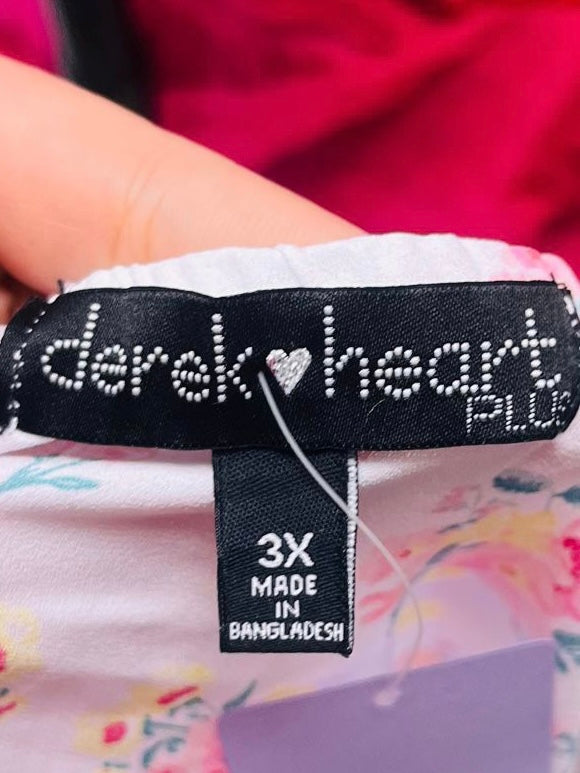 derek heart
PLUS
3X
MADE
IN
BANGLADESH